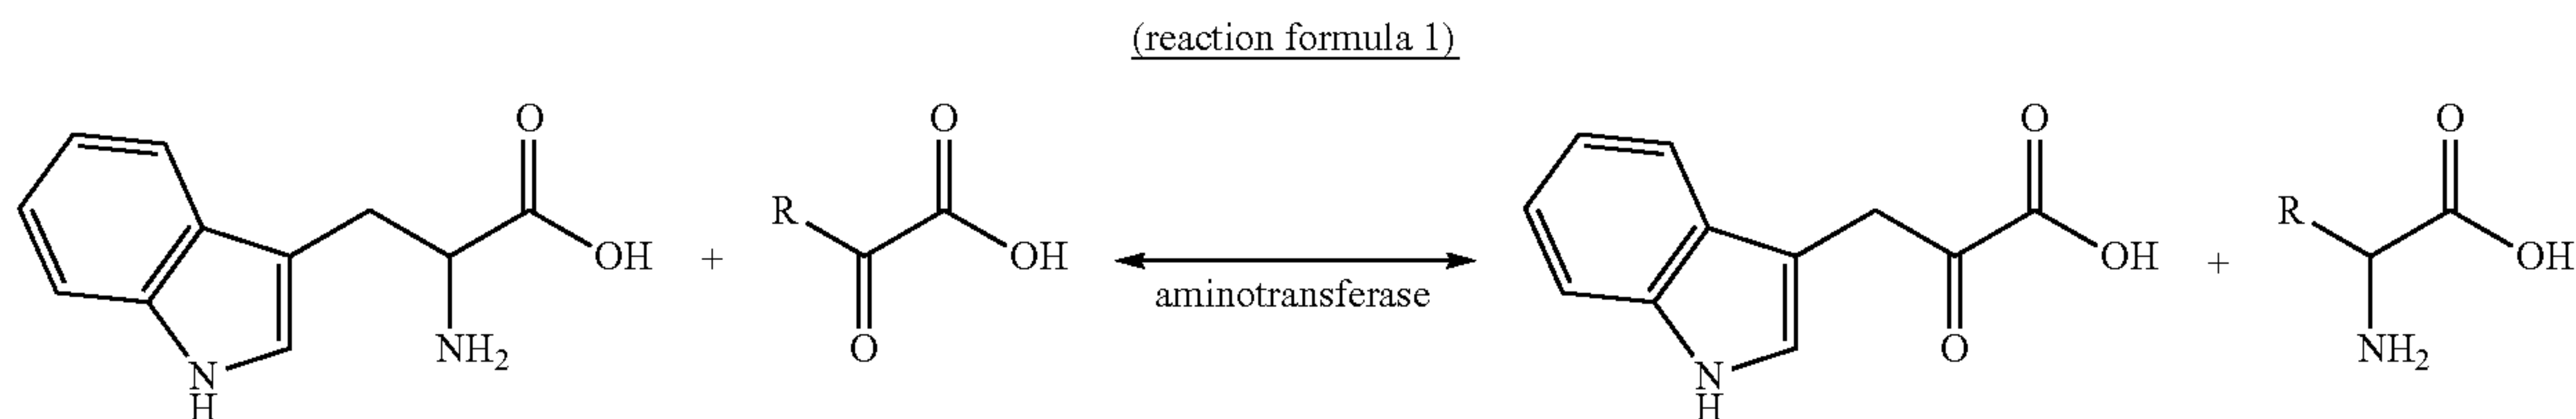 (reaction formula 1)
O O O O
R OH + OH aminotransferase OH + R OH
NH₂ O O NH₂
N
H
N
H